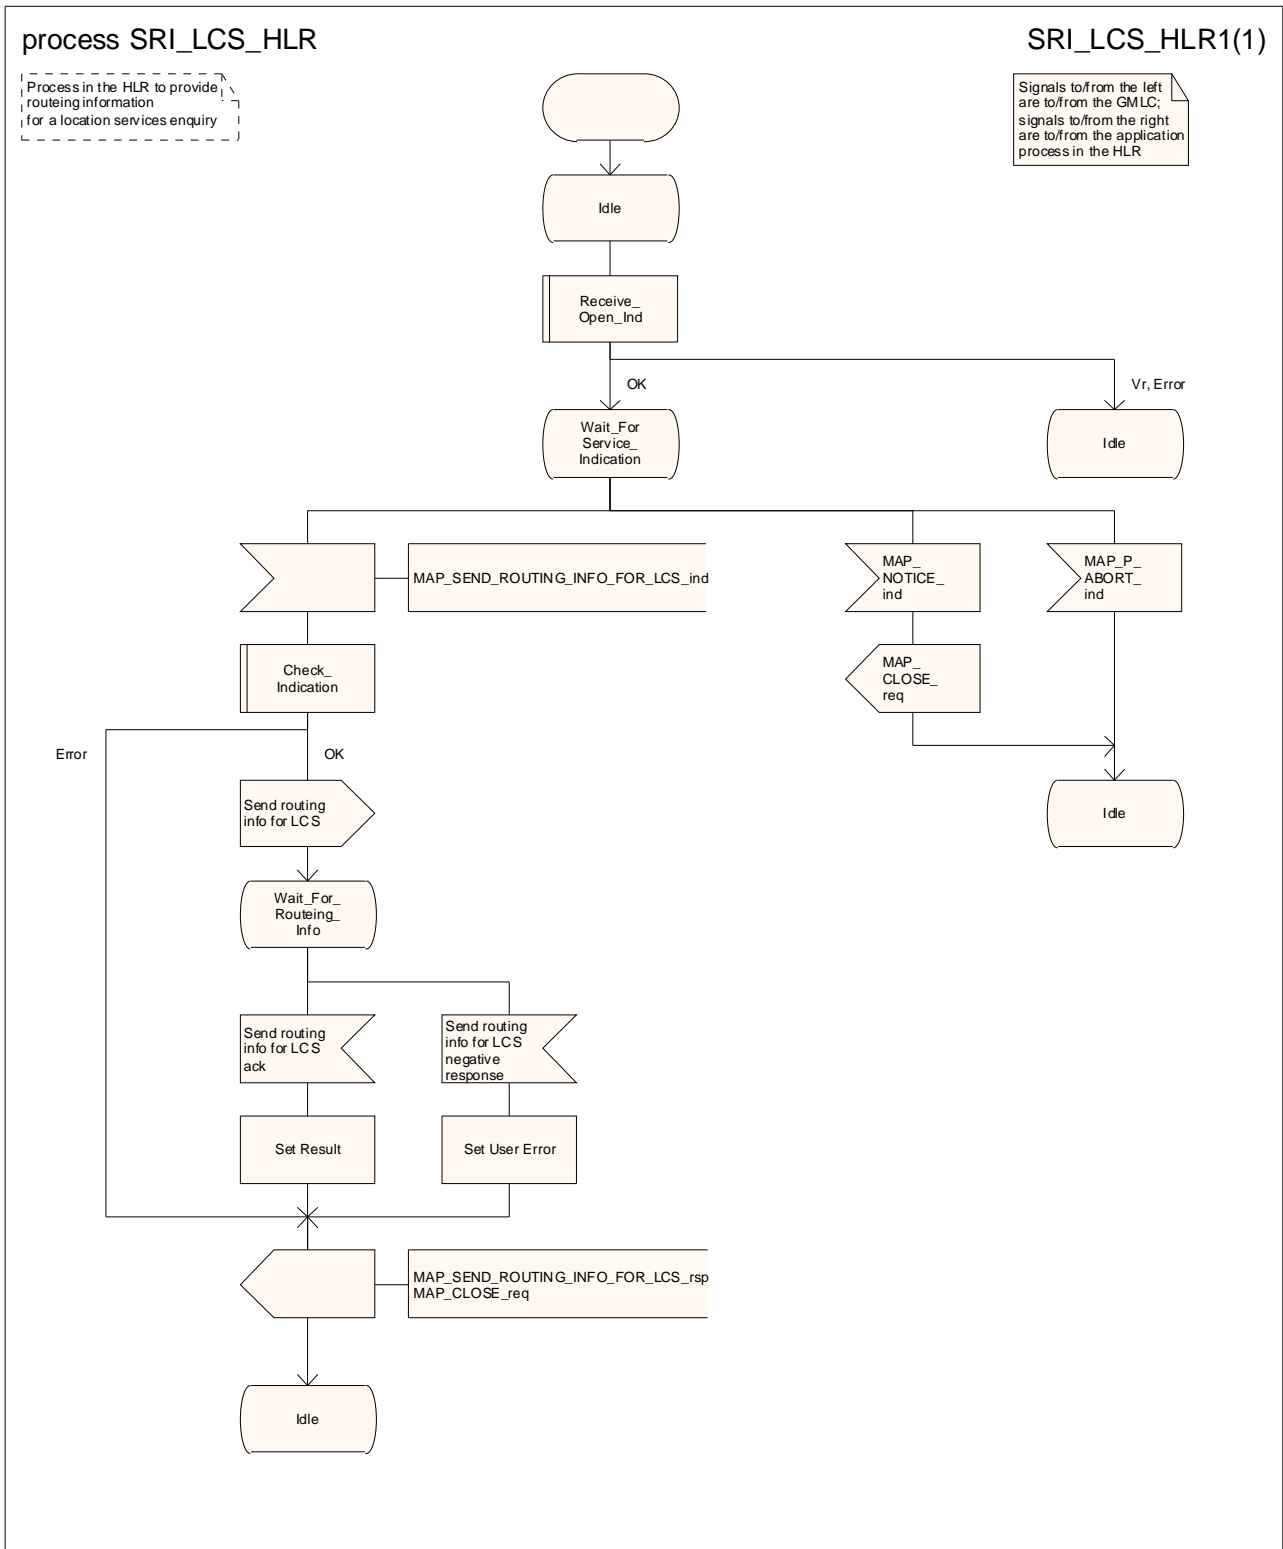 process SRI_LCS_HLR
SRI_LCS_HLR1(1)
Process in the HLR to provide
routeing information
for a location services enquiry
Signals to/from the left
are to/from the GMLC;
signals to/from the right
are to/from the application
process in the HLR
Idle
Receive_
Open_Ind
OK
Vr, Error
Wait_For
Service_
Indication
Idle
MAP_SEND_ROUTING_INFO_FOR_LCS_ind
MAP_
NOTICE_
ind
MAP_P_
ABORT_
ind
Check_
Indication
MAP_
CLOSE_
req
Error
OK
Send routing
info for LCS
Idle
Wait_For_
Routeing_
Info
Send routing
info for LCS
ack
Send routing
info for LCS
negative
response
Set Result
Set User Error
MAP_SEND_ROUTING_INFO_FOR_LCS_rsp
MAP_CLOSE_req
Idle